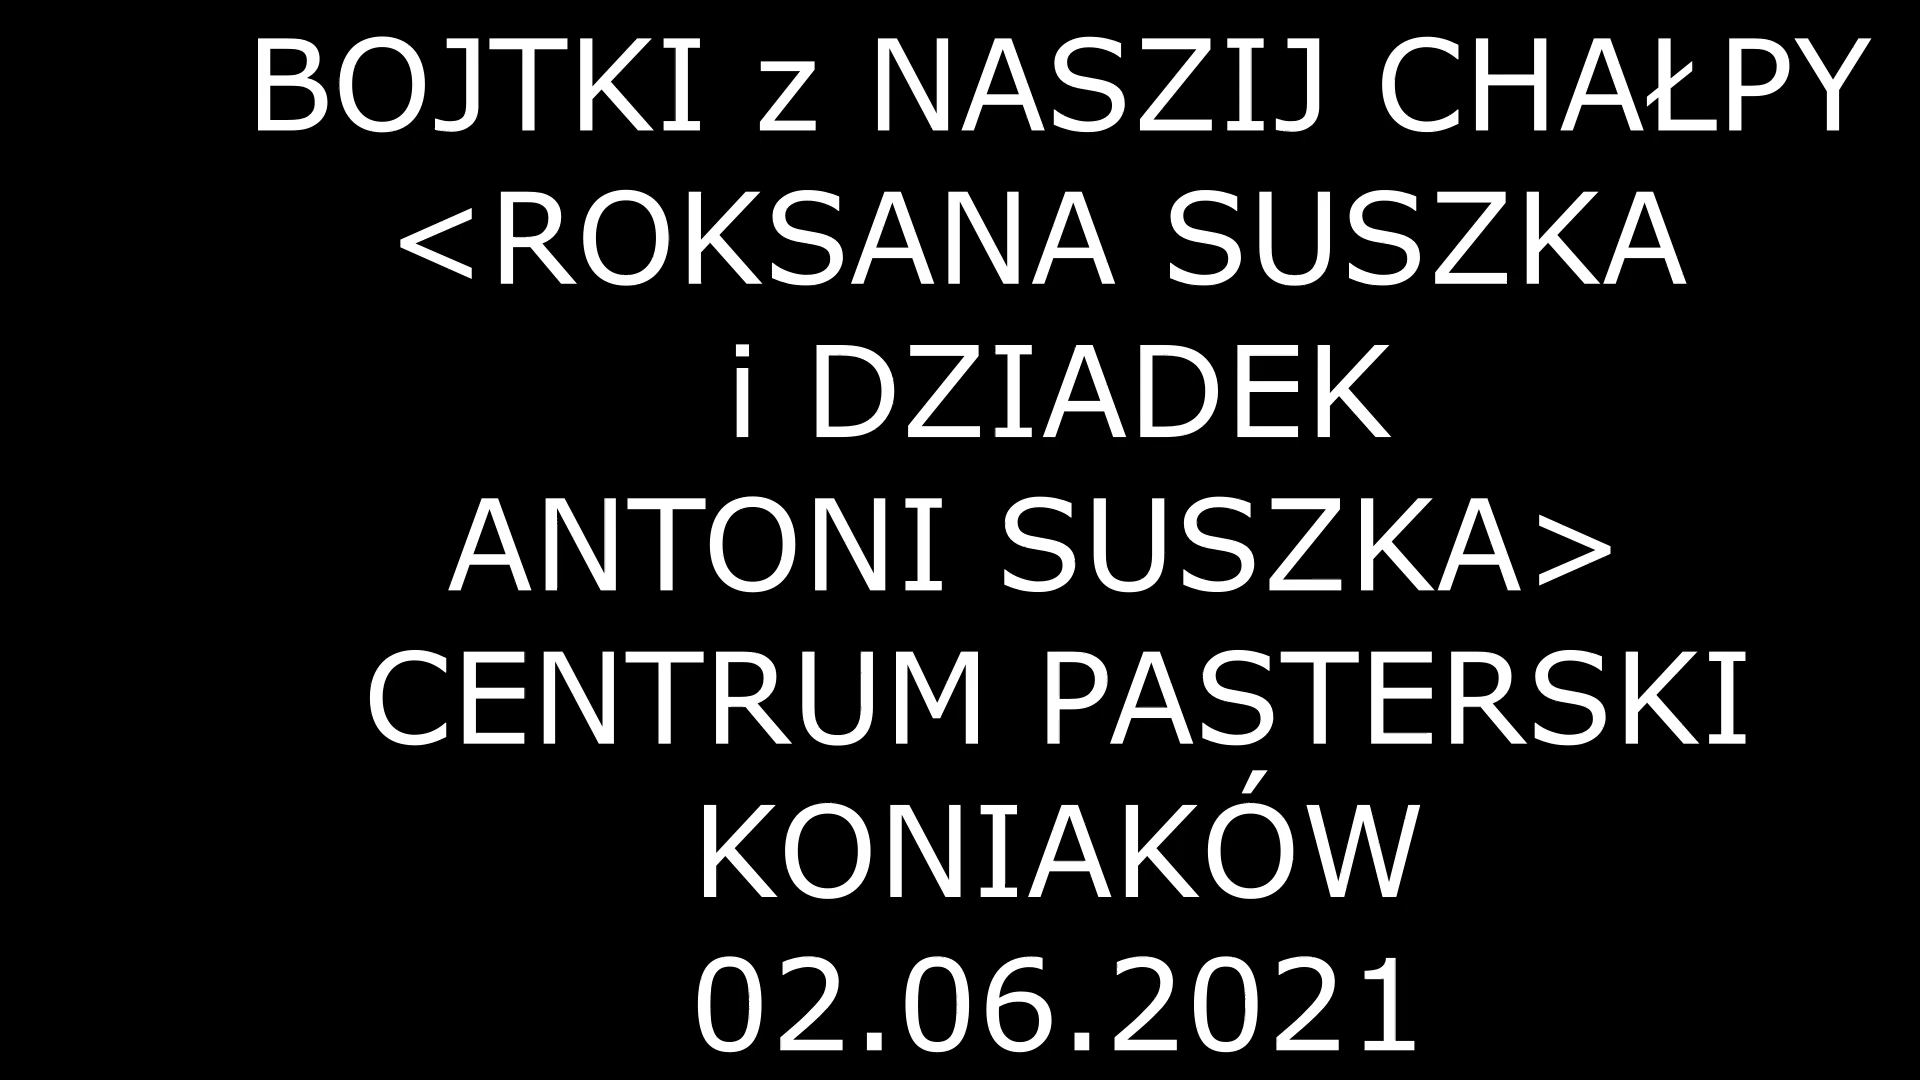 BOJTKI z NASZIJ CHAŁPY
<ROKSANA SUSZKA
i DZIADEK
ANTONI SUSZKA>
CENTRUM PASTERSKI
KONIAKÓW
02.06.2021